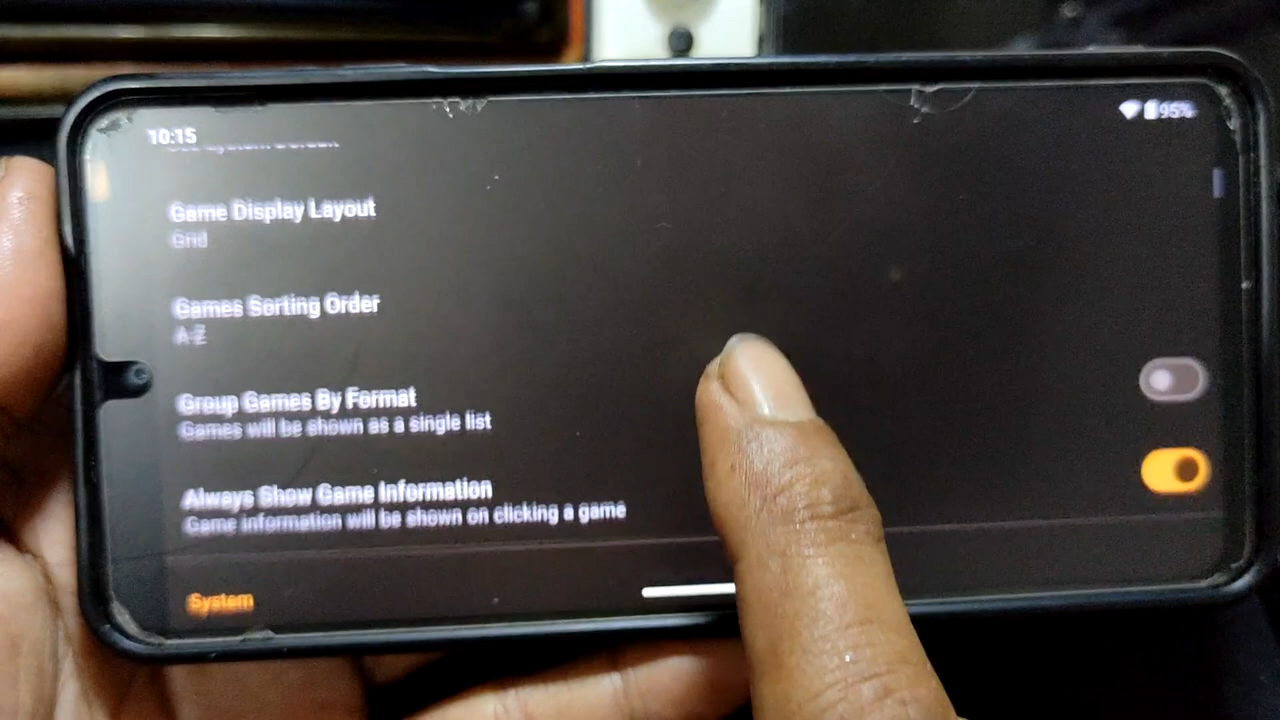 10:15
95%
Game Display Layout
Grid
Games Sorting Order
A-Z
Group Games By Format
Games will be shown as a single list
Always Show Game Information
Game information will be shown on clicking a game
System